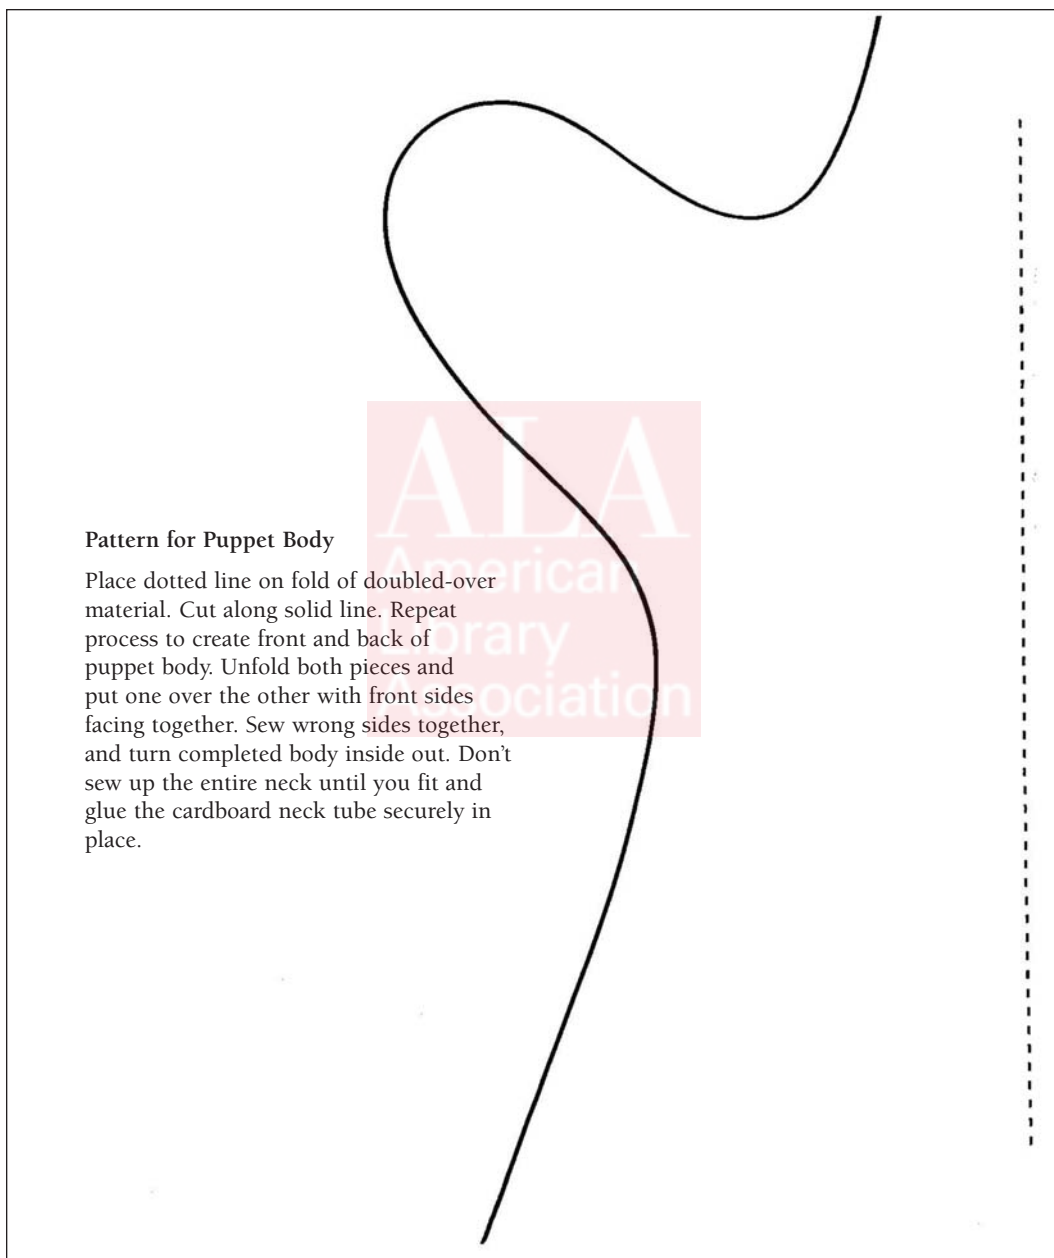 Pattern for Puppet Body
Place dotted line on fold of doubled-over
material. Cut along solid line. Repeat
process to create front and back of
puppet body. Unfold both pieces and
put one over the other with front sides
facing together. Sew wrong sides together,
and turn completed body inside out. Don't
sew up the entire neck until you fit and
glue the cardboard neck tube securely in
place.
ALA
American
Library
Association